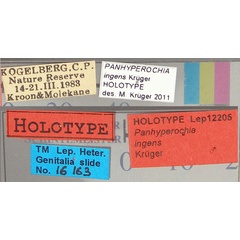 KOGELBERG, C.P.
Nature Reserve
14-21.III.1983
Kroon&Molekane
PANHYPEROCHIA
ingens Krüger
HOLOTYPE
des M Krüger 2011
HOLOTYPE
TM Lep. Heter.
Genitalia slide
No. 16 163
HOLOTYPE Lep12205
Panhyperochia
ingens
Krüger